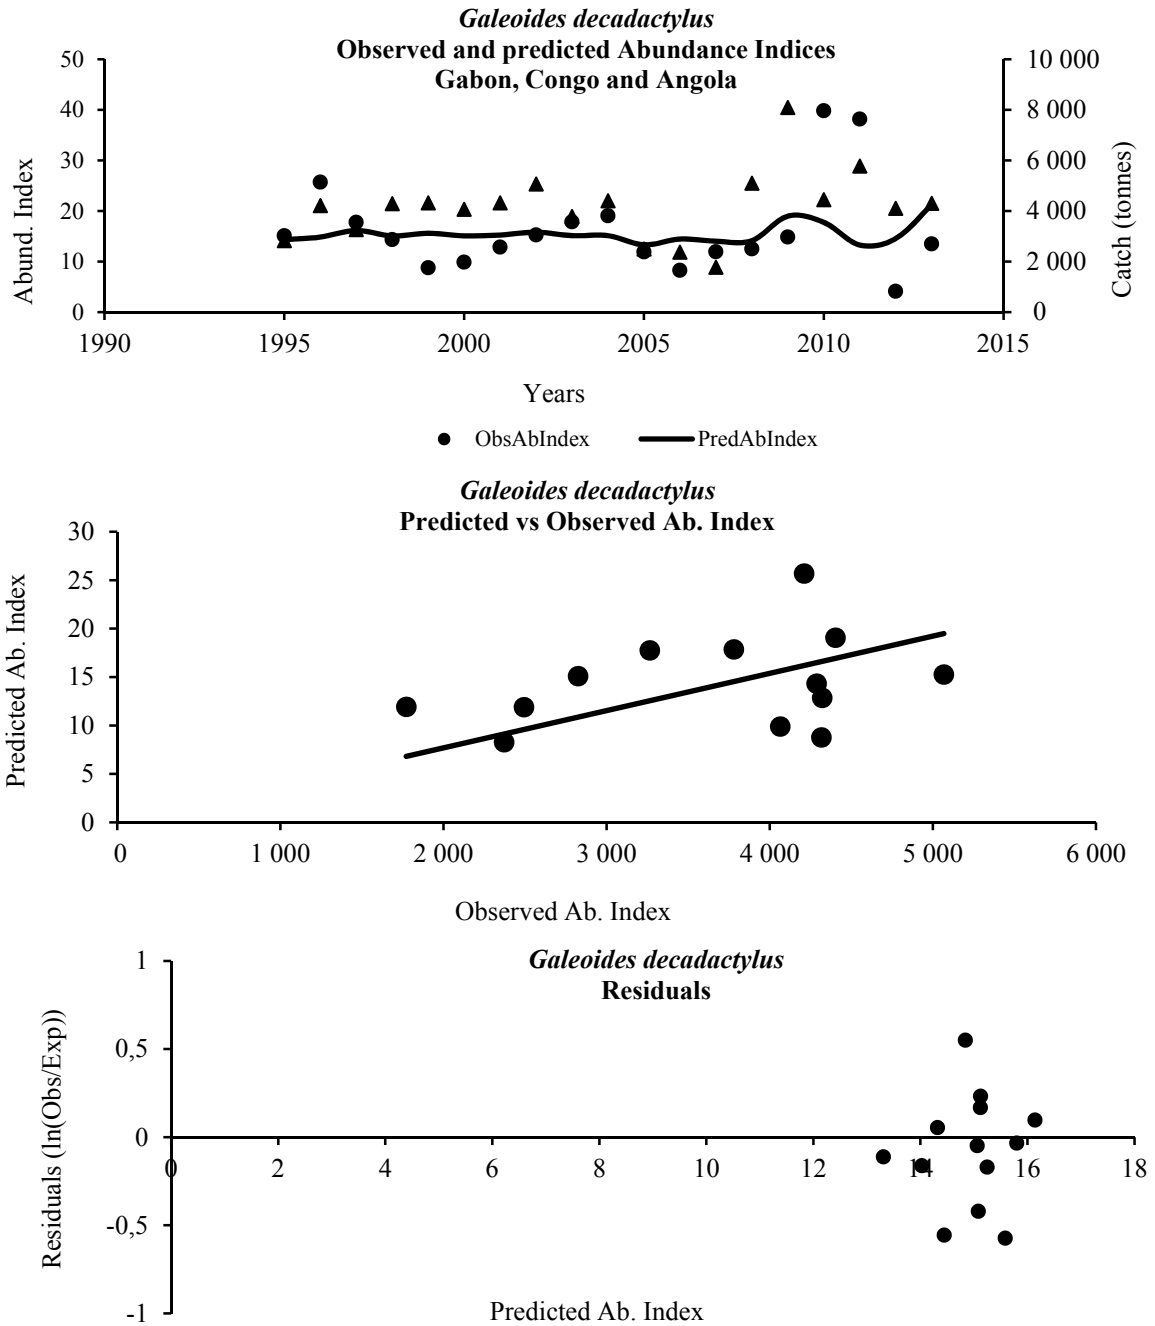 Galeoides decadactylus
Observed and predicted Abundance Indices
Gabon, Congo and Angola
50
40
30
20
10
0
Abund. Index
10 000
8 000
6 000
4 000
2 000
0
Catch (tonnes)
1990 1995 2000 2005 2010 2015
Years
ObsAbIndex PredAbIndex
Galeoides decadactylus
Predicted vs Observed Ab. Index
30
25
20
15
10
5
0
Predicted Ab. Index
0 1 000 2 000 3 000 4 000 5 000 6 000
Observed Ab. Index
Galeoides decadactylus
Residuals
1
0,5
0
-0,5
-1
Residuals (ln(Obs/Exp))
0 2 4 6 8 10 12 14 16 18
Predicted Ab. Index